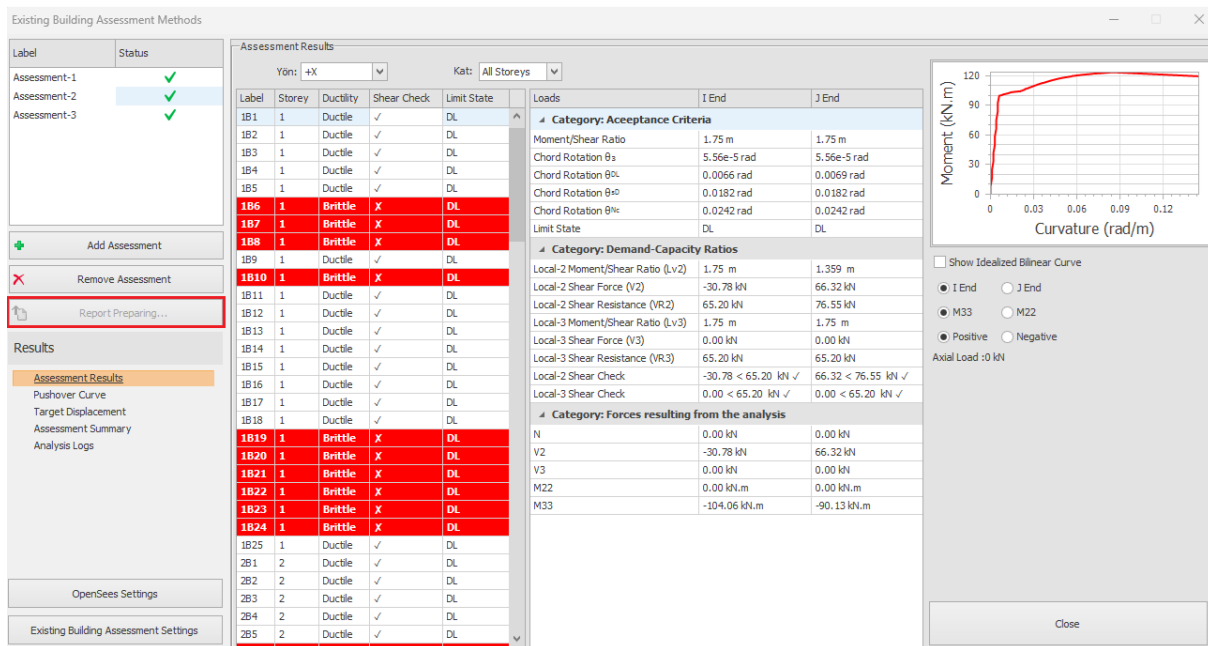 Existing Building Assessment Methods
Label Status
Assessment-1
Assessment-2
Assessment-3
Add Assessment
Remove Assessment
Report Preparing...
Results
Assessment Results
Pushover Curve
Target Displacement
Assessment Summary
Analysis Logs
OpenSees Settings
Existing Building Assessment Settings
Assessment Results
Yön: +X Kat: All Storeys
Label Storey Ductility Shear Check Limit State
1B1 1 Ductile ✓ DL
1B2 1 Ductile ✓ DL
1B3 1 Ductile ✓ DL
1B4 1 Ductile ✓ DL
1B5 1 Ductile ✓ DL
1B6 1 Brittle X DL
1B7 1 Brittle X DL
1B8 1 Brittle X DL
1B9 1 Ductile ✓ DL
1B10 1 Brittle X DL
1B11 1 Ductile ✓ DL
1B12 1 Ductile ✓ DL
1B13 1 Ductile ✓ DL
1B14 1 Ductile ✓ DL
1B15 1 Ductile ✓ DL
1B16 1 Ductile ✓ DL
1B17 1 Ductile ✓ DL
1B18 1 Ductile ✓ DL
1B19 1 Brittle X DL
1B20 1 Brittle X DL
1B21 1 Brittle X DL
1B22 1 Brittle X DL
1B23 1 Brittle X DL
1B24 1 Brittle X DL
1B25 1 Ductile ✓ DL
2B1 2 Ductile ✓ DL
2B2 2 Ductile ✓ DL
2B3 2 Ductile ✓ DL
2B4 2 Ductile ✓ DL
2B5 2 Ductile ✓ DL
Loads I End J End
Category: Aceeptance Criteria
Moment/Shear Ratio 1.75 m 1.75 m
Chord Rotation θa 5.56e-5 rad 5.56e-5 rad
Chord Rotation θDL 0.0066 rad 0.0069 rad
Chord Rotation θsD 0.0182 rad 0.0182 rad
Chord Rotation θNc 0.0242 rad 0.0242 rad
Limit State DL DL
Category: Demand-Capacity Ratios
Local-2 Moment/Shear Ratio (Lv2) 1.75 m 1.359 m
Local-2 Shear Force (V2) -30.78 kN 66.32 kN
Local-2 Shear Resistance (VR2) 65.20 kN 76.55 kN
Local-3 Moment/Shear Ratio (Lv3) 1.75 m 1.75 m
Local-3 Shear Force (V3) 0.00 kN 0.00 kN
Local-3 Shear Resistance (VR3) 65.20 kN 65.20 kN
Local-2 Shear Check -30.78 < 65.20 kN ✓ 66.32 < 76.55 kN ✓
Local-3 Shear Check 0.00 < 65.20 kN ✓ 0.00 < 65.20 kN ✓
Category: Forces resulting from the analysis
N 0.00 kN 0.00 kN
V2 -30.78 kN 66.32 kN
V3 0.00 kN 0.00 kN
M22 0.00 kN.m 0.00 kN.m
M33 -104.06 kN.m -90.13 kN.m
Moment (kN.m)
120
90
60
30
0
0 0.03 0.06 0.09 0.12
Curvature (rad/m)
Show Idealized Bilinear Curve
I End J End
M33 M22
Positive Negative
Axial Load :0 kN
Close